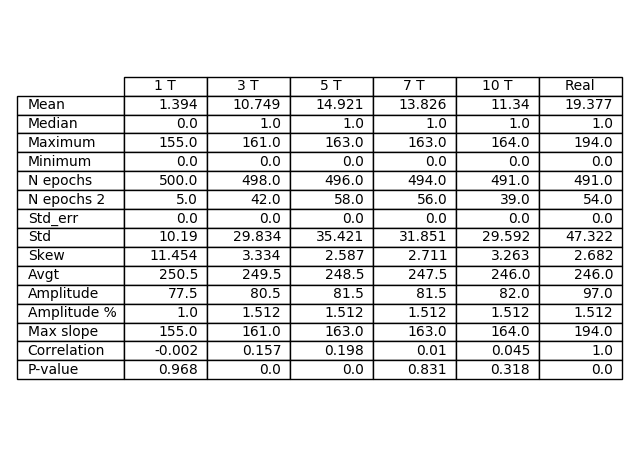 1 T 3 T 5 T 7 T 10 T Real
Mean 1.394 10.749 14.921 13.826 11.34 19.377
Median 0.0 1.0 1.0 1.0 1.0 1.0
Maximum 155.0 161.0 163.0 163.0 164.0 194.0
Minimum 0.0 0.0 0.0 0.0 0.0 0.0
N epochs 500.0 498.0 496.0 494.0 491.0 491.0
N epochs 2 5.0 42.0 58.0 56.0 39.0 54.0
Std_err 0.0 0.0 0.0 0.0 0.0 0.0
Std 10.19 29.834 35.421 31.851 29.592 47.322
Skew 11.454 3.334 2.587 2.711 3.263 2.682
Avgt 250.5 249.5 248.5 247.5 246.0 246.0
Amplitude 77.5 80.5 81.5 81.5 82.0 97.0
Amplitude % 1.0 1.512 1.512 1.512 1.512 1.512
Max slope 155.0 161.0 163.0 163.0 164.0 194.0
Correlation -0.002 0.157 0.198 0.01 0.045 1.0
P-value 0.968 0.0 0.0 0.831 0.318 0.0